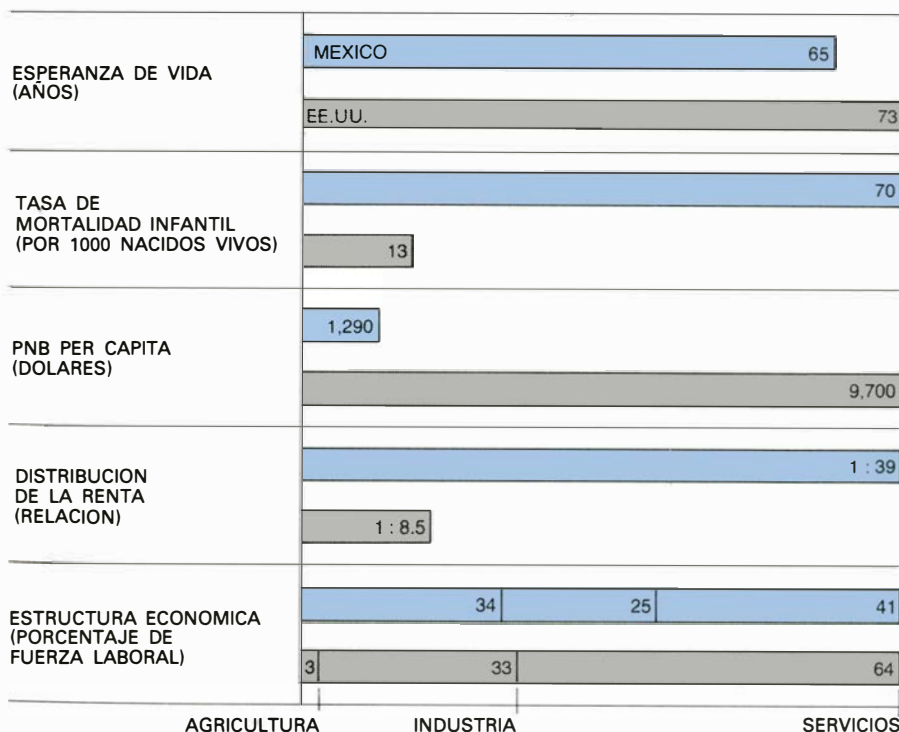 ESPERANZA DE VIDA
(AÑOS)
MEXICO
65
EE.UU.
73
TASA DE
MORTALIDAD INFANTIL
(POR 1000 NACIDOS VIVOS)
70
13
PNB PER CAPITA
(DOLARES)
1,290
9,700
DISTRIBUCION
DE LA RENTA
(RELACION)
1 : 39
1 : 8.5
ESTRUCTURA ECONOMICA
(PORCENTAJE DE
FUERZA LABORAL)
34 25 41
3 33 64
AGRICULTURA INDUSTRIA SERVICIOS